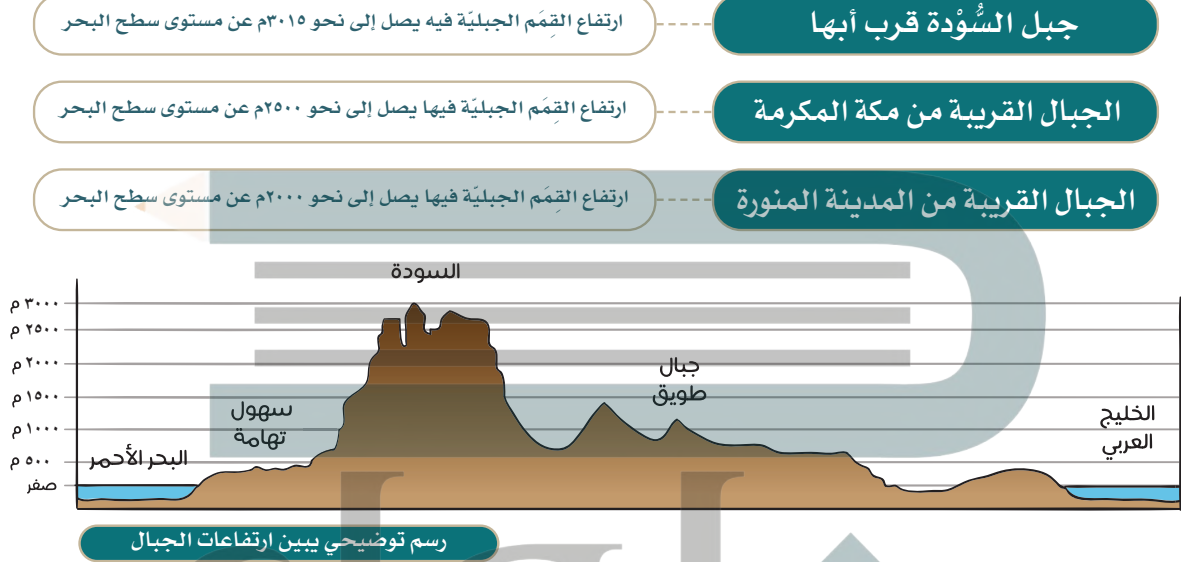 جبل السُّوْدة قرب أبها
ارتفاع القِمَم الجبليّة فيه يصل إلى نحو ٣٠١٥م عن مستوى سطح البحر
الجبال القريبة من مكة المكرمة
ارتفاع القِمَم الجبليّة فيها يصل إلى نحو ٢٥٠٠م عن مستوى سطح البحر
الجبال القريبة من المدينة المنورة
ارتفاع القِمَم الجبليّة فيها يصل إلى نحو ٢٠٠٠م عن مستوى سطح البحر
السودة
٣٠٠٠ م
٢٥٠٠ م
٢٠٠٠ م
١٥٠٠ م
١٠٠٠ م
٥٠٠ م
صفر
جبال
طويق
سهول
تهامة
الخليج
العربي
البحر الأحمر
رسم توضيحي يبين ارتفاعات الجبال